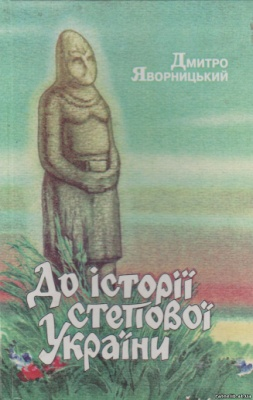 Дмитро
Яворницький
До історії
степової
України